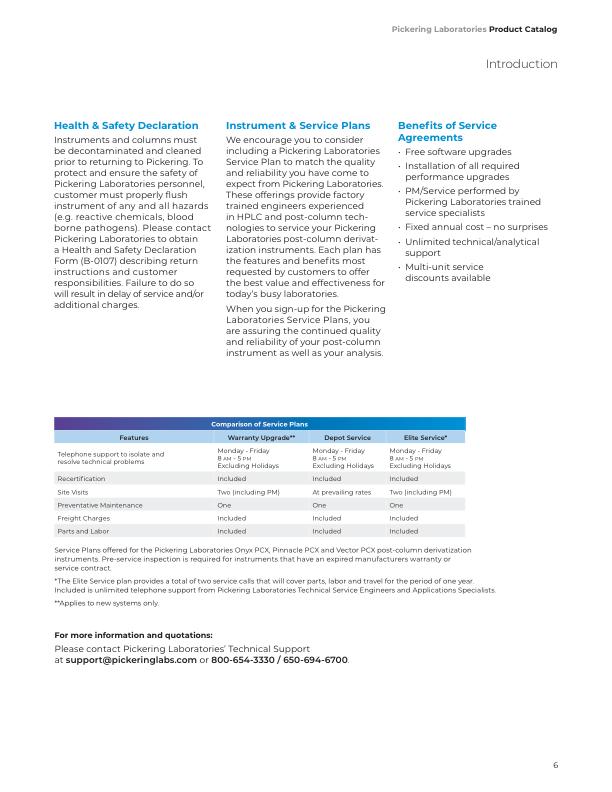 Pickering Laboratories Product Catalog
Introduction
Health & Safety Declaration
Instruments and columns must
be decontaminated and cleaned
prior to returning to Pickering. To
protect and ensure the safety of
Pickering Laboratories personnel,
customer must properly flush
instrument of any and all hazards
(e.g. reactive chemicals, blood
borne pathogens). Please contact
Pickering Laboratories to obtain
a Health and Safety Declaration
Form (B-0107) describing return
instructions and customer
responsibilities. Failure to do so
will result in delay of service and/or
additional charges.
Instrument & Service Plans
We encourage you to consider
including a Pickering Laboratories
Service Plan to match the quality
and reliability you have come to
expect from Pickering Laboratories.
These offerings provide factory
trained engineers experienced
in HPLC and post-column tech-
nologies to service your Pickering
Laboratories post-column derivat-
ization instruments. Each plan has
the features and benefits most
requested by customers to offer
the best value and effectiveness for
today's busy laboratories.
When you sign-up for the Pickering
Laboratories Service Plans, you
are assuring the continued quality
and reliability of your post-column
instrument as well as your analysis.
Benefits of Service
Agreements
• Free software upgrades
• Installation of all required
performance upgrades
• PM/Service performed by
Pickering Laboratories trained
service specialists
• Fixed annual cost – no surprises
• Unlimited technical/analytical
support
• Multi-unit service
discounts available
Comparison of Service Plans
Features Warranty Upgrade** Depot Service Elite Service*
Telephone support to isolate and
resolve technical problems
Monday - Friday
8 AM - 5 PM
Excluding Holidays
Monday - Friday
8 AM - 5 PM
Excluding Holidays
Monday - Friday
8 AM - 5 PM
Excluding Holidays
Recertification Included Included Included
Site Visits Two (including PM) At prevailing rates Two (including PM)
Preventative Maintenance One One One
Freight Charges Included Included Included
Parts and Labor Included Included Included
Service Plans offered for the Pickering Laboratories Onyx PCX, Pinnacle PCX and Vector PCX post-column derivatization
instruments. Pre-service inspection is required for instruments that have an expired manufacturers warranty or
service contract.
*The Elite Service plan provides a total of two service calls that will cover parts, labor and travel for the period of one year.
Included is unlimited telephone support from Pickering Laboratories Technical Service Engineers and Applications Specialists.
**Applies to new systems only.
For more information and quotations:
Please contact Pickering Laboratories' Technical Support
at support@pickeringlabs.com or 800-654-3330 / 650-694-6700.
6